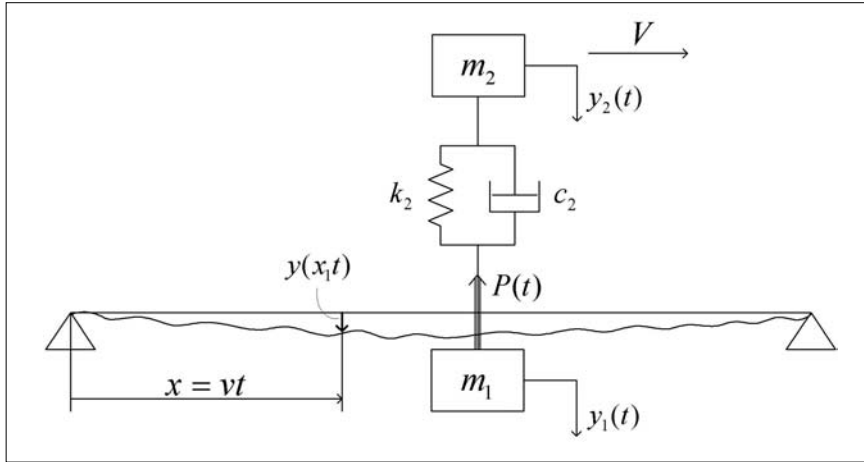 V
m₂
y₂(t)
k₂
c₂
y(x₁t)
P(t)
m₁
x = vt
y₁(t)